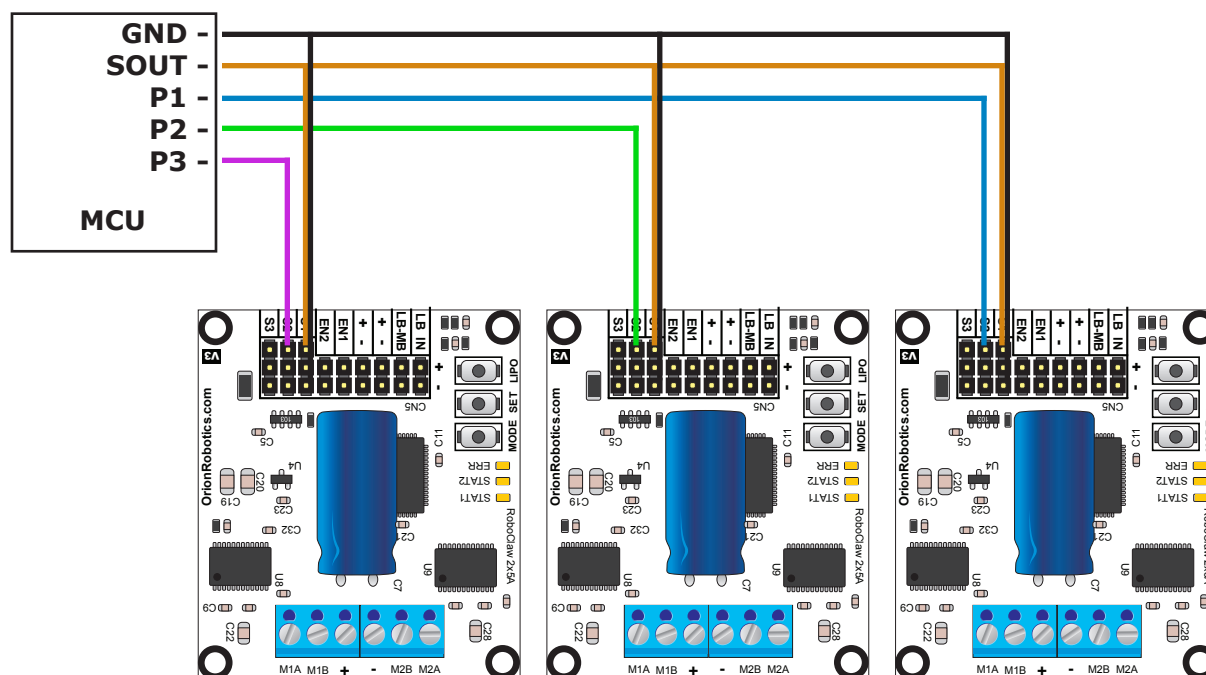 GND -
SOUT -
P1 -
P2 -
P3 -
MCU
S3
EN2
EN1
+ -
+ -
LB-MB
LB IN
V3
+
-
CN5
LIPO
SET
MODE
103
C5
C11
OrionRobotics.com
U4
ERR
STAT2
STAT1
C19
C20
C23
C32
RoboClaw 2x5A
U8
U9
C7
C9
C22
C28
M1A M1B + - M2B M2A
S3
EN2
EN1
+ -
+ -
LB-MB
LB IN
V3
+
-
CN5
LIPO
SET
MODE
103
C5
C11
OrionRobotics.com
U4
ERR
STAT2
STAT1
C19
C20
C23
C32
RoboClaw 2x5A
U8
U9
C7
C9
C22
C28
M1A M1B + - M2B M2A
S3
EN2
EN1
+ -
+ -
LB-MB
LB IN
V3
+
-
CN5
103
C5
C11
OrionRobotics.com
U4
ERR
STAT2
STAT1
C19
C20
C23
C32
U8
U9
C7
C9
C22
C28
M1A M1B + - M2B M2A